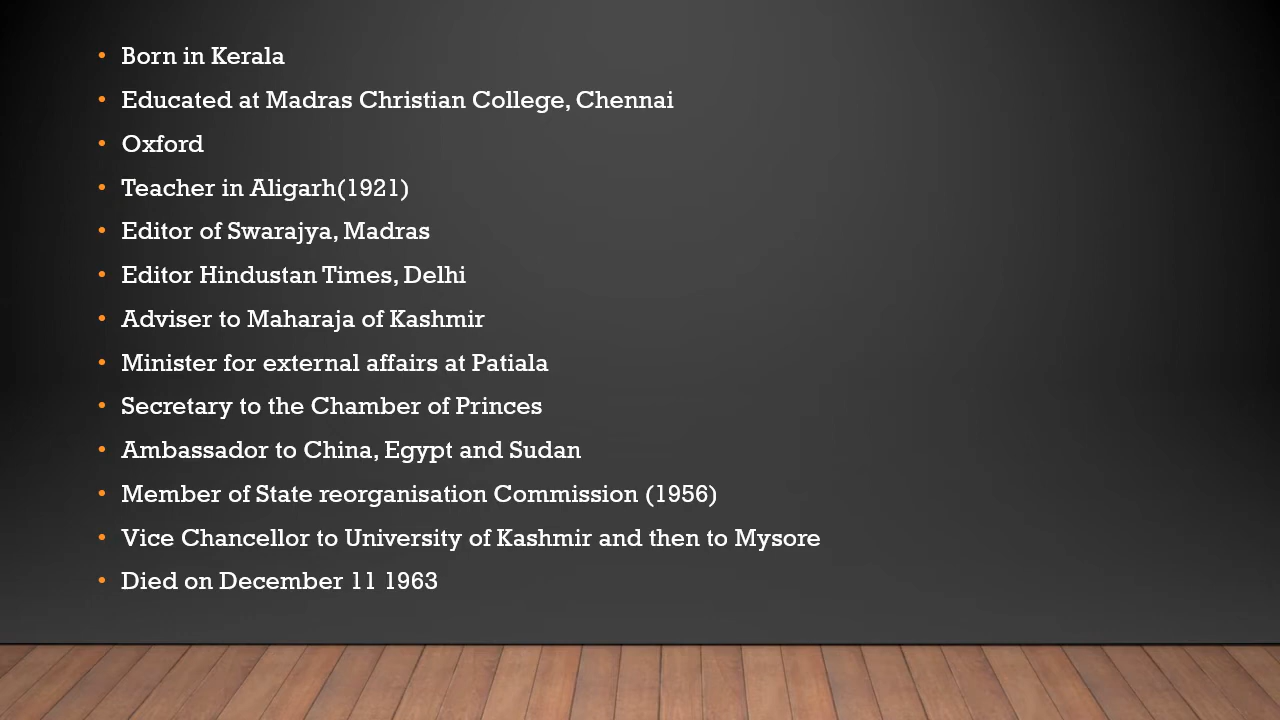 • Born in Kerala
• Educated at Madras Christian College, Chennai
• Oxford
• Teacher in Aligarh(1921)
• Editor of Swarajya, Madras
• Editor Hindustan Times, Delhi
• Adviser to Maharaja of Kashmir
• Minister for external affairs at Patiala
• Secretary to the Chamber of Princes
• Ambassador to China, Egypt and Sudan
• Member of State reorganisation Commission (1956)
• Vice Chancellor to University of Kashmir and then to Mysore
• Died on December 11 1963